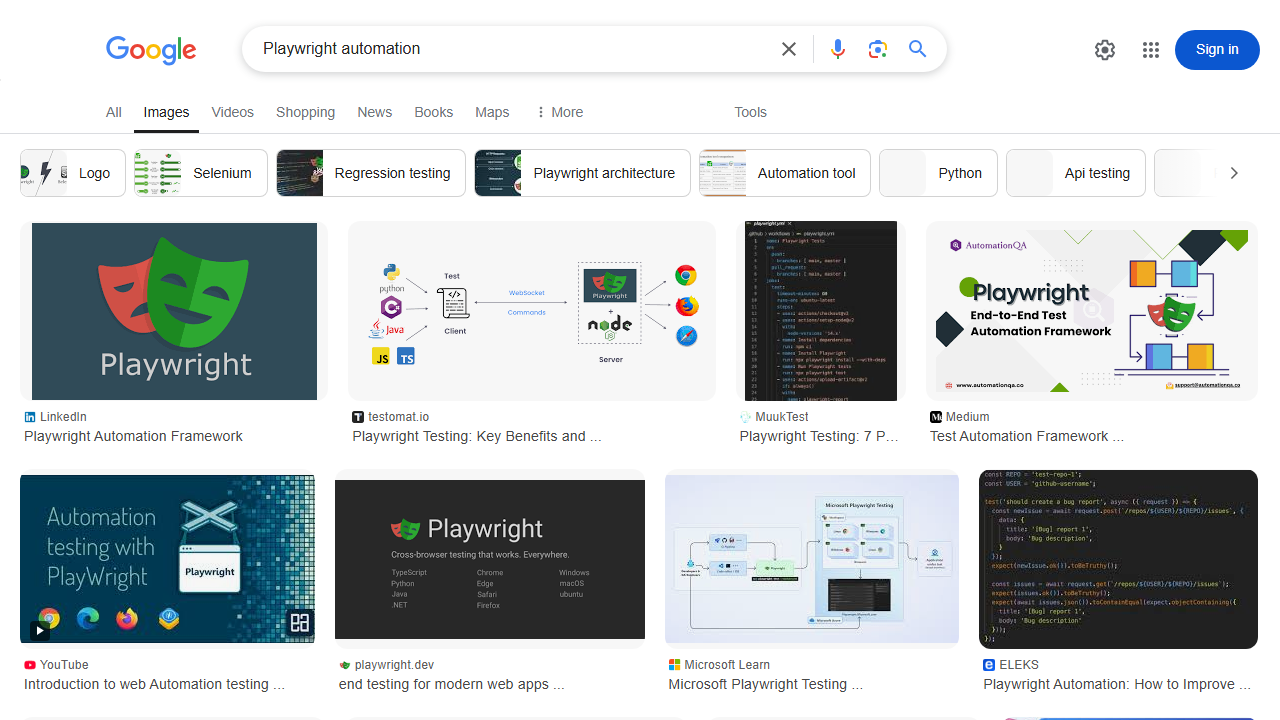 Google
Playwright automation
Sign in
All
Images
Videos
Shopping
News
Books
Maps
More
Tools
Logo
Selenium
Regression testing
Playwright architecture
Automation tool
Python
Api testing
Playwright
python
Java
JS
TS
Test
Client
WebSocket
Commands
Playwright
+
node
Server
AutomationQA
Playwright
End-to-End Test
Automation Framework
www.automationqa.co
support@automationqa.co
LinkedIn
Playwright Automation Framework
testomat.io
Playwright Testing: Key Benefits and ...
MuukTest
Playwright Testing: 7 P...
Medium
Test Automation Framework ...
Automation
testing with
PlayWright
Playwright
Playwright
Cross-browser testing that works. Everywhere.
TypeScript Chrome Windows
Python Edge macOS
Java Safari ubuntu
.NET Firefox
Microsoft Playwright Testing
const REPO = 'test-repo-1';
const USER = 'github-username';
test('should create a bug report', async ({ request }) => {
const newIssue = await request.post(`/repos/${USER}/${REPO}/issues`, {
data: {
title: '[Bug] report 1',
body: 'Bug description',
}
});
expect(newIssue.ok()).toBeTruthy();
const issues = await request.get(`/repos/${USER}/${REPO}/issues`);
expect(issues.ok()).toBeTruthy();
expect(await issues.json()).toContainEqual(expect.objectContaining({
title: '[Bug] report 1',
body: 'Bug description'
}));
});
YouTube
Introduction to web Automation testing ...
playwright.dev
end testing for modern web apps ...
Microsoft Learn
Microsoft Playwright Testing ...
ELEKS
Playwright Automation: How to Improve ...